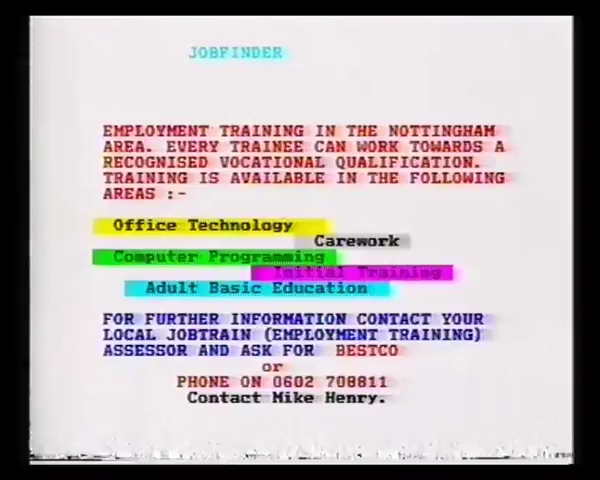 JOBFINDER
EMPLOYMENT TRAINING IN THE NOTTINGHAM
AREA. EVERY TRAINEE CAN WORK TOWARDS A
RECOGNISED VOCATIONAL QUALIFICATION.
TRAINING IS AVAILABLE IN THE FOLLOWING
AREAS :-
Office Technology
Carework
Computer Programming
Initial Training
Adult Basic Education
FOR FURTHER INFORMATION CONTACT YOUR
LOCAL JOBTRAIN (EMPLOYMENT TRAINING)
ASSESSOR AND ASK FOR BESTCO
or
PHONE ON 0602 708811
Contact Mike Henry.